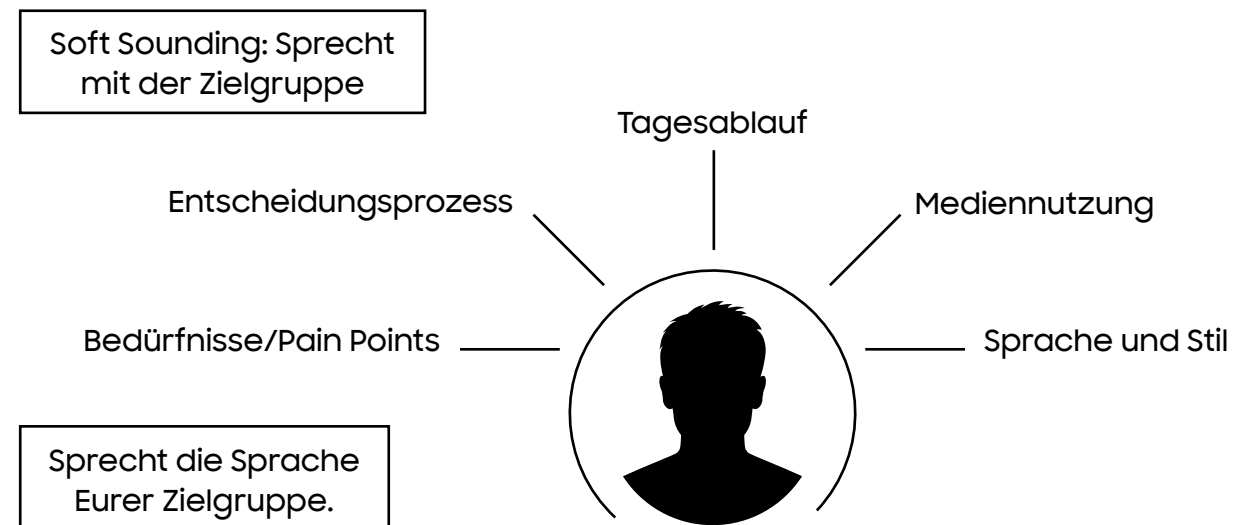 Soft Sounding: Sprecht
mit der Zielgruppe
Tagesablauf
Entscheidungsprozess
Mediennutzung
Bedürfnisse/Pain Points
Sprache und Stil
Sprecht die Sprache
Eurer Zielgruppe.